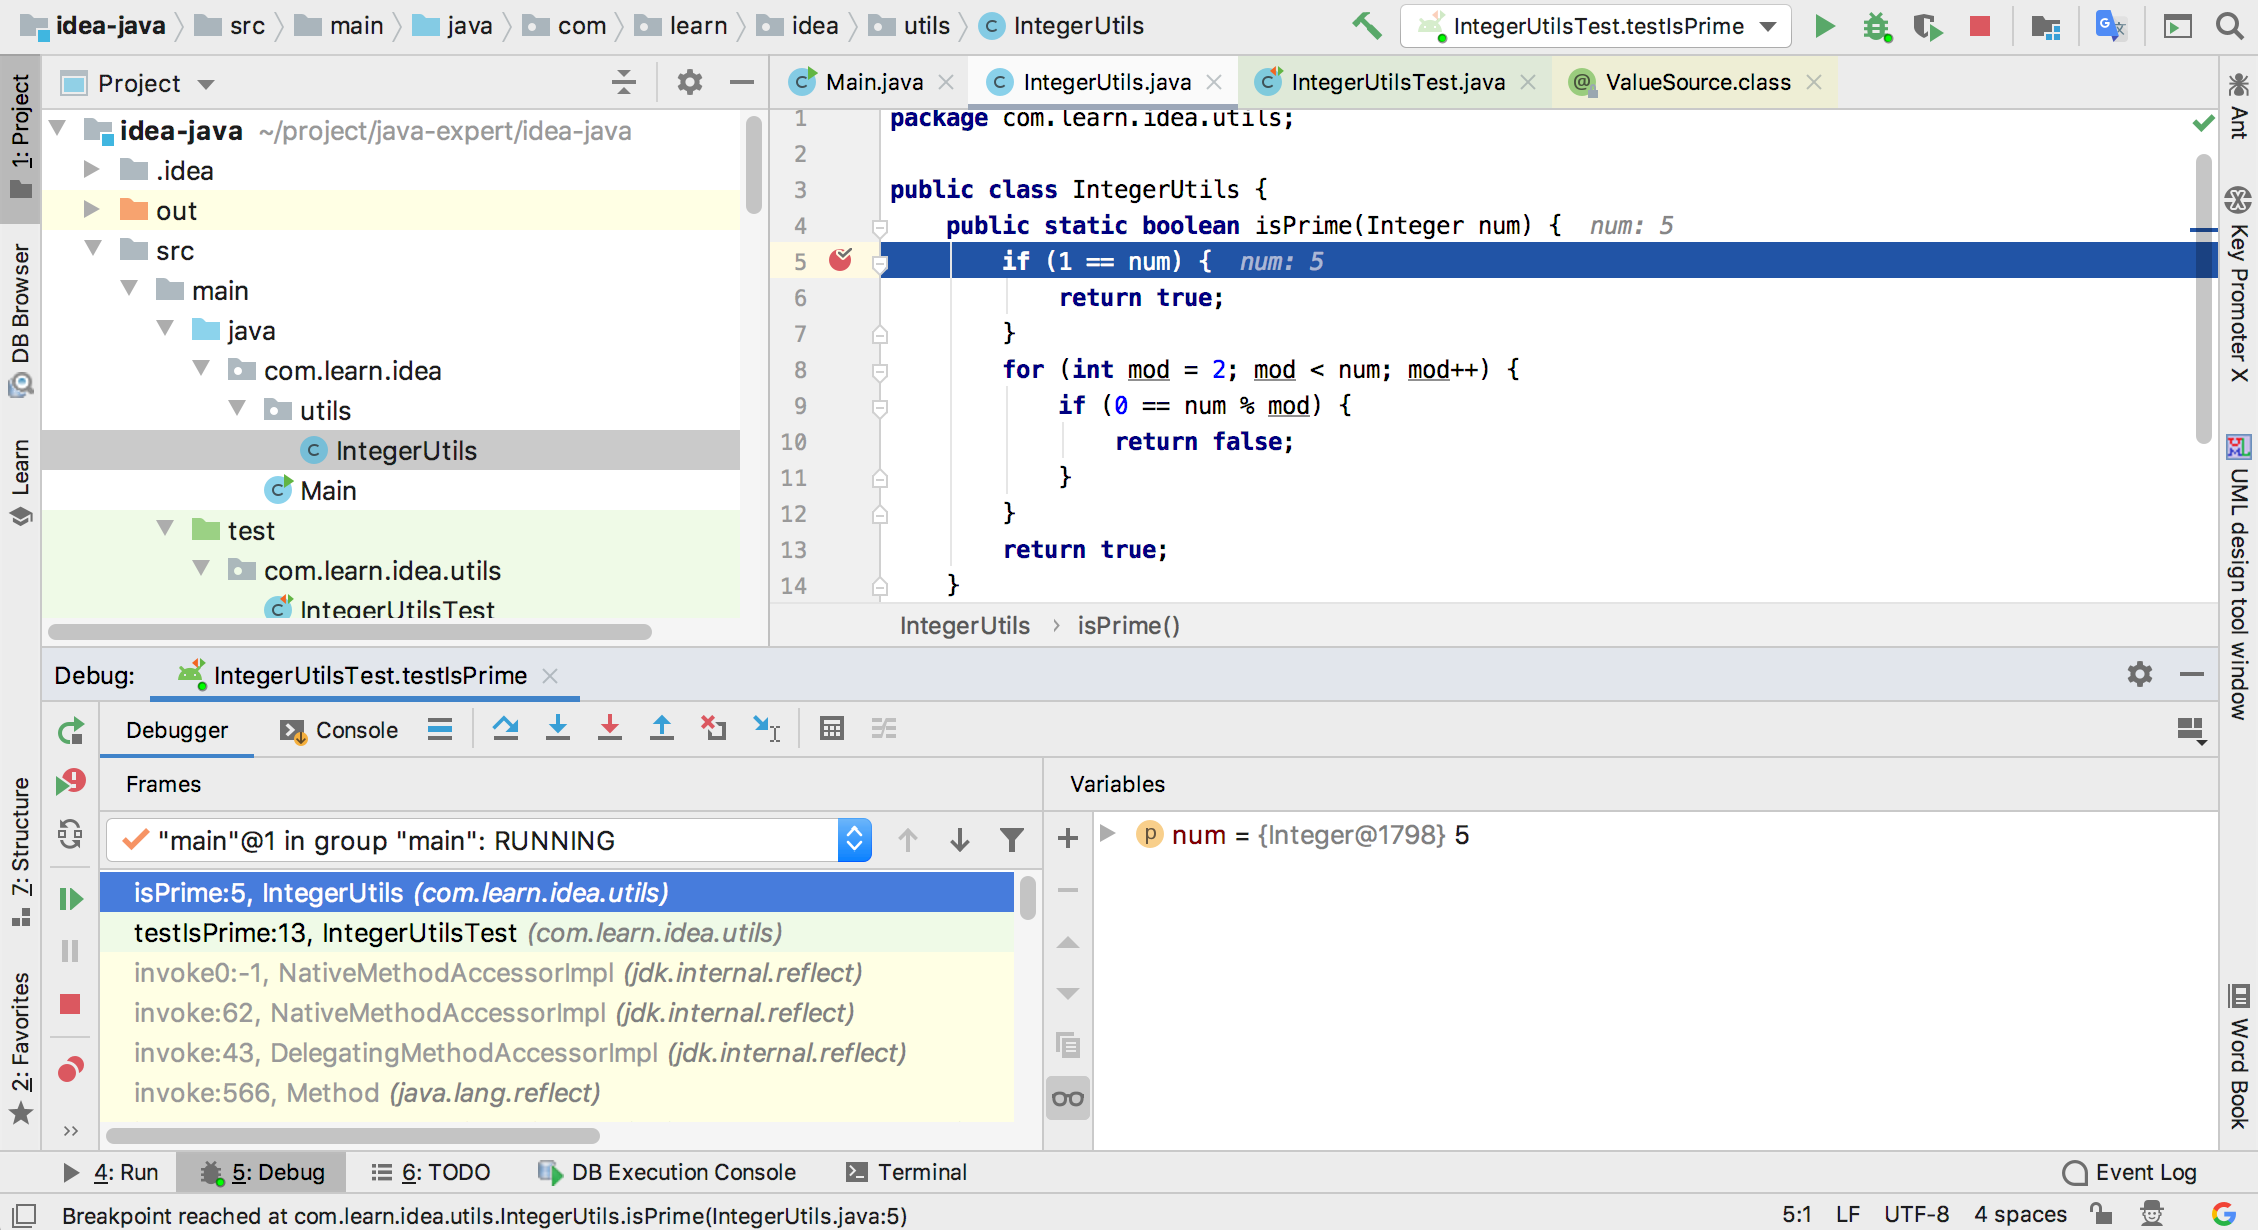 idea-java src main java com learn idea utils IntegerUtils IntegerUtilsTest.testIsPrime
Project
Main.java IntegerUtils.java IntegerUtilsTest.java ValueSource.class
1: Project
DB Browser
Learn
7: Structure
2: Favorites
idea-java ~/project/java-expert/idea-java
.idea
out
src
main
java
com.learn.idea
utils
IntegerUtils
Main
test
com.learn.idea.utils
IntegerUtilsTest
1 package com.learn.idea.utils;
2
3 public class IntegerUtils {
4 public static boolean isPrime(Integer num) { num: 5
5 if (1 == num) { num: 5
6 return true;
7 }
8 for (int mod = 2; mod < num; mod++) {
9 if (0 == num % mod) {
10 return false;
11 }
12 }
13 return true;
14 }
IntegerUtils › isPrime()
Ant
Key Promoter X
UML design tool window
Word Book
Debug: IntegerUtilsTest.testIsPrime
Debugger Console
Frames
Variables
"main"@1 in group "main": RUNNING
isPrime:5, IntegerUtils (com.learn.idea.utils)
testIsPrime:13, IntegerUtilsTest (com.learn.idea.utils)
invoke0:-1, NativeMethodAccessorImpl (jdk.internal.reflect)
invoke:62, NativeMethodAccessorImpl (jdk.internal.reflect)
invoke:43, DelegatingMethodAccessorImpl (jdk.internal.reflect)
invoke:566, Method (java.lang.reflect)
p num = {Integer@1798} 5
4: Run 5: Debug 6: TODO DB Execution Console Terminal Event Log
Breakpoint reached at com.learn.idea.utils.IntegerUtils.isPrime(IntegerUtils.java:5) 5:1 LF UTF-8 4 spaces